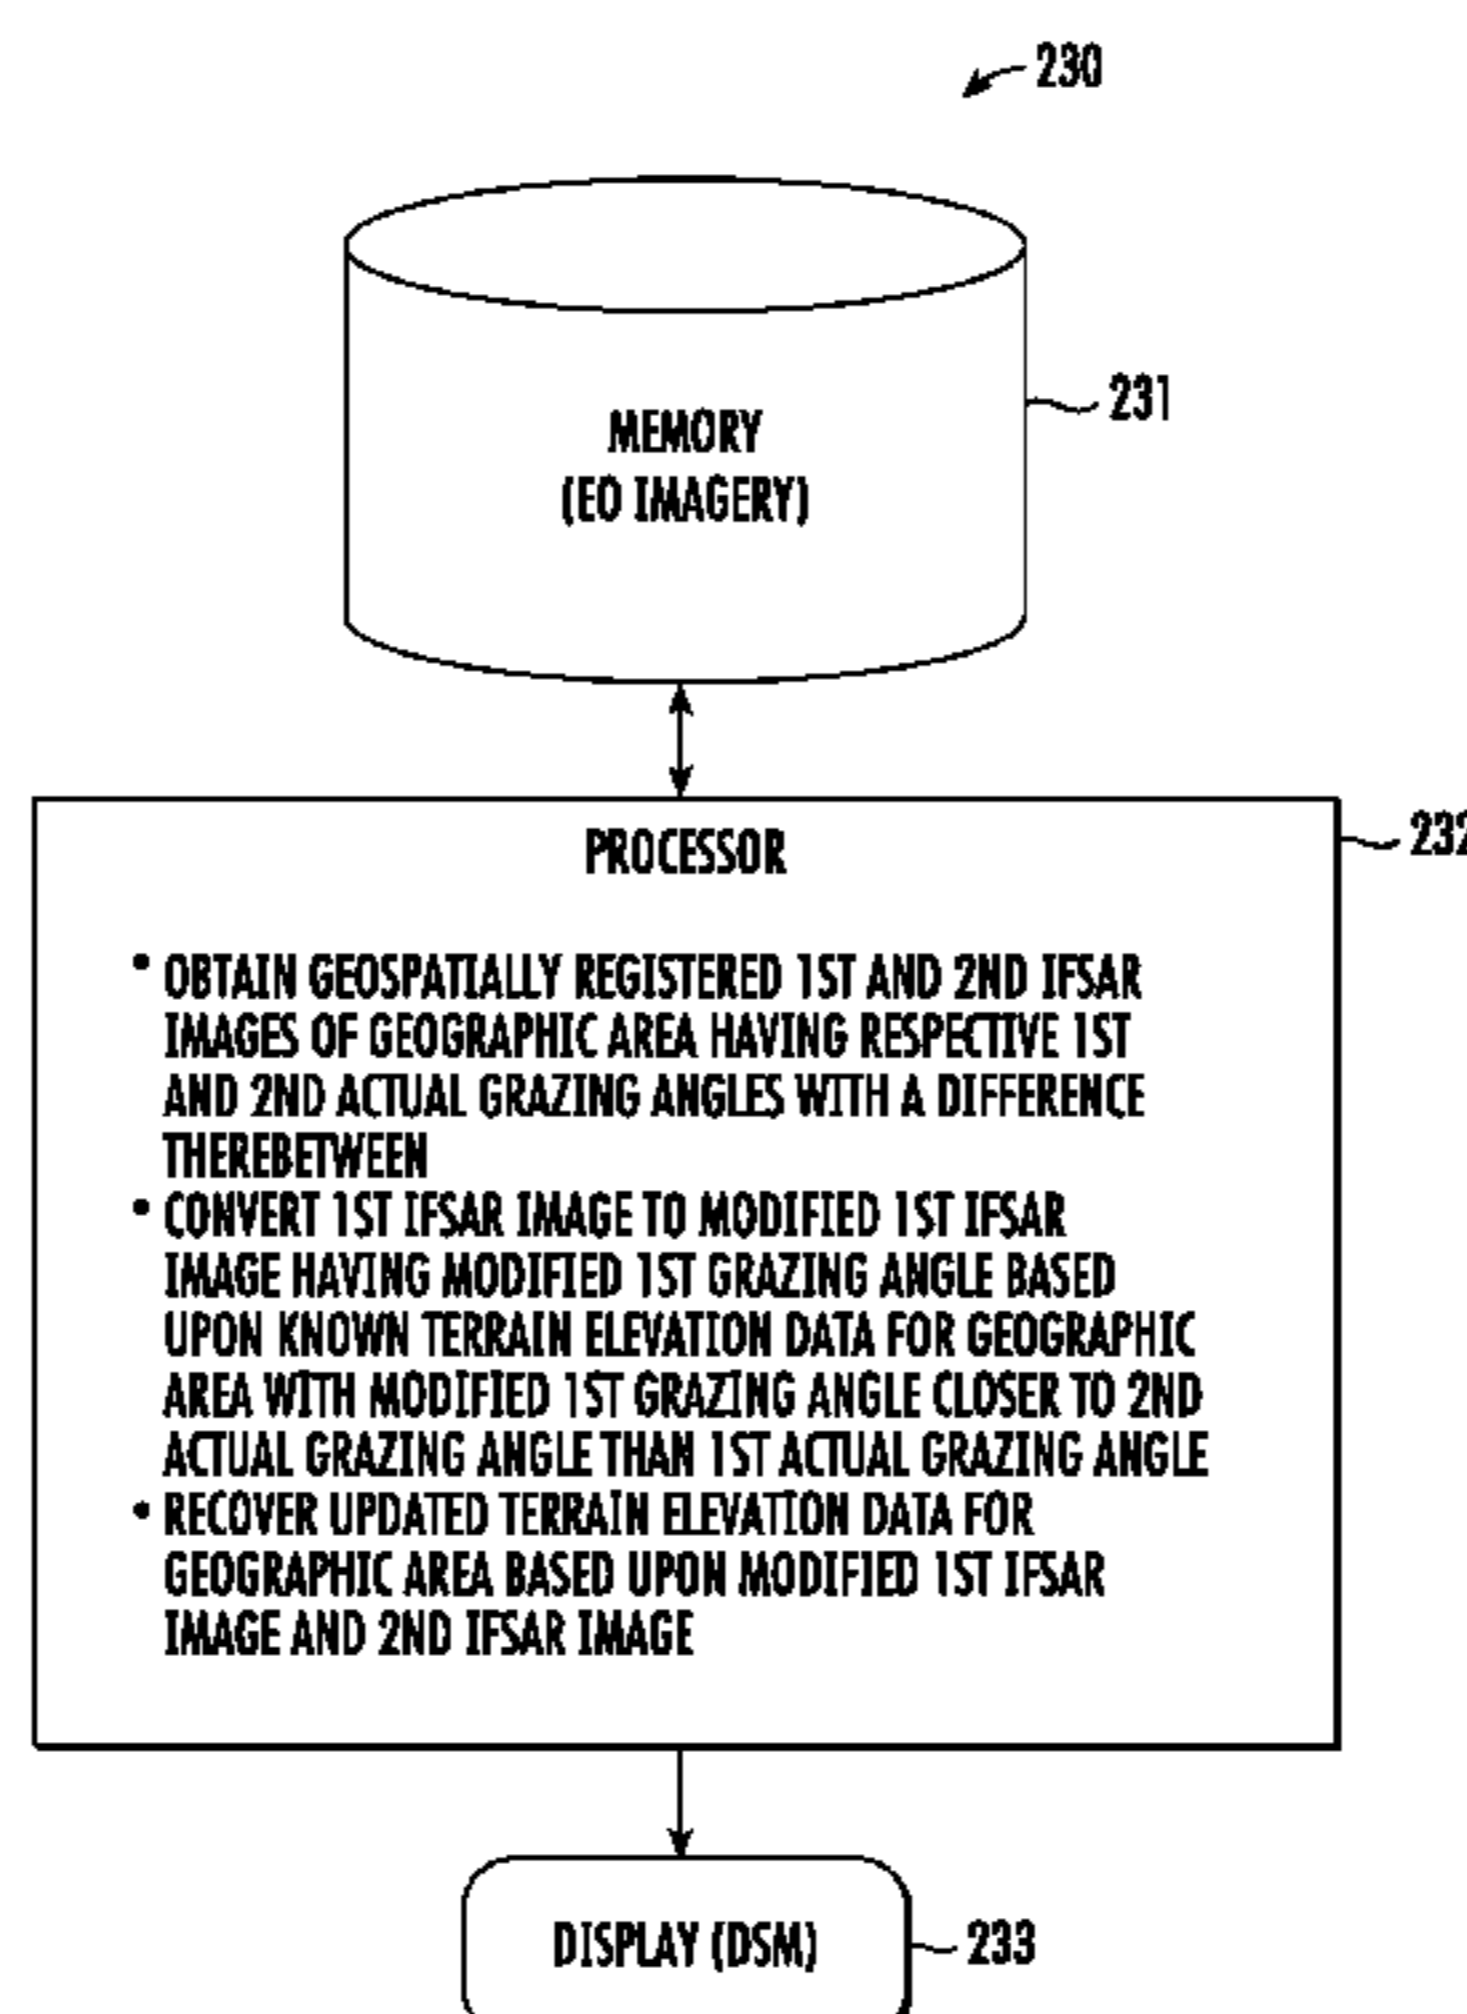 230
MEMORY
(EO IMAGERY)
231
PROCESSOR
232
• OBTAIN GEOSPATIALLY REGISTERED 1ST AND 2ND IFSAR
IMAGES OF GEOGRAPHIC AREA HAVING RESPECTIVE 1ST
AND 2ND ACTUAL GRAZING ANGLES WITH A DIFFERENCE
THEREBETWEEN
• CONVERT 1ST IFSAR IMAGE TO MODIFIED 1ST IFSAR
IMAGE HAVING MODIFIED 1ST GRAZING ANGLE BASED
UPON KNOWN TERRAIN ELEVATION DATA FOR GEOGRAPHIC
AREA WITH MODIFIED 1ST GRAZING ANGLE CLOSER TO 2ND
ACTUAL GRAZING ANGLE THAN 1ST ACTUAL GRAZING ANGLE
• RECOVER UPDATED TERRAIN ELEVATION DATA FOR
GEOGRAPHIC AREA BASED UPON MODIFIED 1ST IFSAR
IMAGE AND 2ND IFSAR IMAGE
DISPLAY (DSM)
233